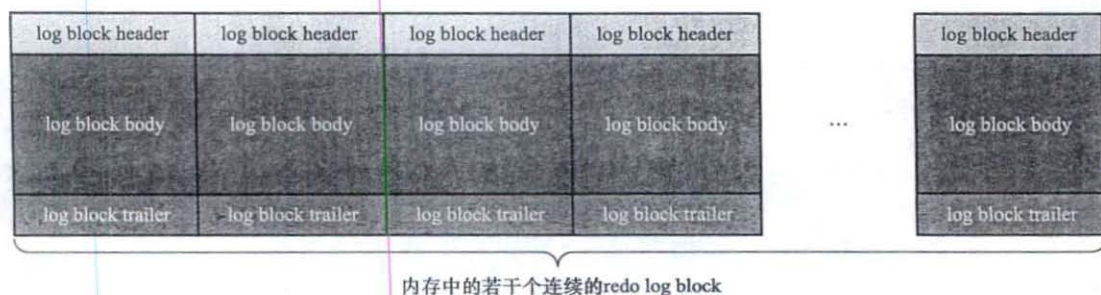 log block header log block header log block header log block header log block header
log block body log block body log block body log block body ... log block body
log block trailer log block trailer log block trailer log block trailer log block trailer
内存中的若干个连续的redo log block